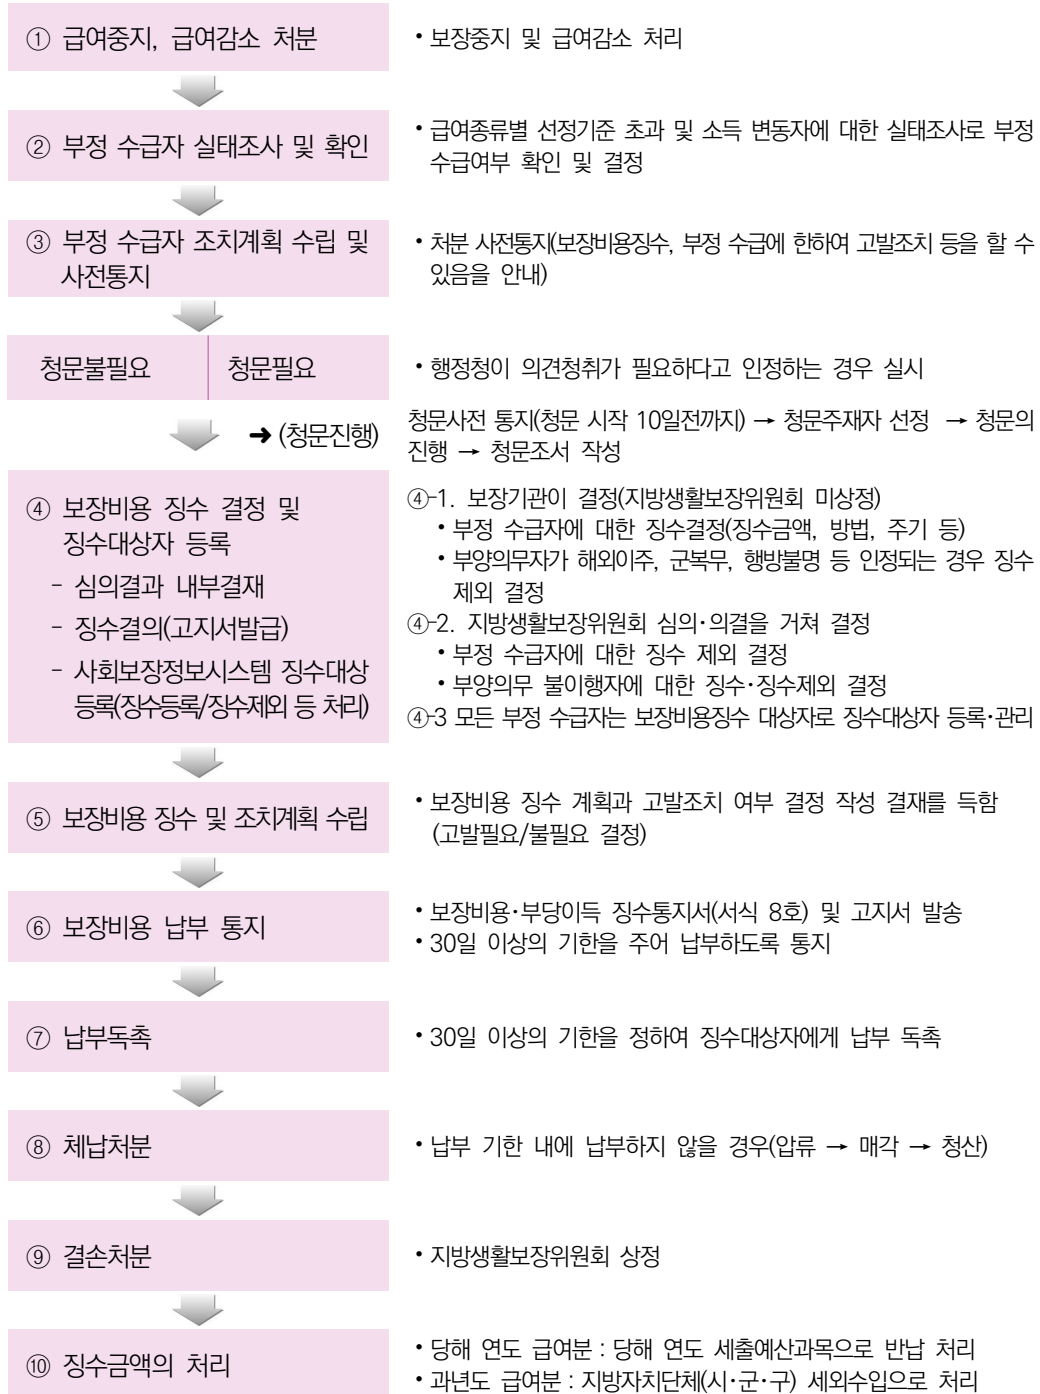 ① 급여중지, 급여감소 처분
• 보장중지 및 급여감소 처리
② 부정 수급자 실태조사 및 확인
• 급여종류별 선정기준 초과 및 소득 변동자에 대한 실태조사로 부정
수급여부 확인 및 결정
③ 부정 수급자 조치계획 수립 및
사전통지
• 처분 사전통지(보장비용징수, 부정 수급에 한하여 고발조치 등을 할 수
있음을 안내)
청문불필요 청문필요
• 행정청이 의견청취가 필요하다고 인정하는 경우 실시
➔ (청문진행)
청문사전 통지(청문 시작 10일전까지) → 청문주재자 선정 → 청문의
진행 → 청문조서 작성
④ 보장비용 징수 결정 및
징수대상자 등록
- 심의결과 내부결재
- 징수결의(고지서발급)
- 사회보장정보시스템 징수대상
등록(징수등록/징수제외 등 처리)
④-1. 보장기관이 결정(지방생활보장위원회 미상정)
• 부정 수급자에 대한 징수결정(징수금액, 방법, 주기 등)
• 부양의무자가 해외이주, 군복무, 행방불명 등 인정되는 경우 징수
제외 결정
④-2. 지방생활보장위원회 심의·의결을 거쳐 결정
• 부정 수급자에 대한 징수 제외 결정
• 부양의무 불이행자에 대한 징수·징수제외 결정
④-3 모든 부정 수급자는 보장비용징수 대상자로 징수대상자 등록·관리
⑤ 보장비용 징수 및 조치계획 수립
• 보장비용 징수 계획과 고발조치 여부 결정 작성 결재를 득함
(고발필요/불필요 결정)
⑥ 보장비용 납부 통지
• 보장비용·부당이득 징수통지서(서식 8호) 및 고지서 발송
• 30일 이상의 기한을 주어 납부하도록 통지
⑦ 납부독촉
• 30일 이상의 기한을 정하여 징수대상자에게 납부 독촉
⑧ 체납처분
• 납부 기한 내에 납부하지 않을 경우(압류 → 매각 → 청산)
⑨ 결손처분
• 지방생활보장위원회 상정
⑩ 징수금액의 처리
• 당해 연도 급여분 : 당해 연도 세출예산과목으로 반납 처리
• 과년도 급여분 : 지방자치단체(시·군·구) 세외수입으로 처리